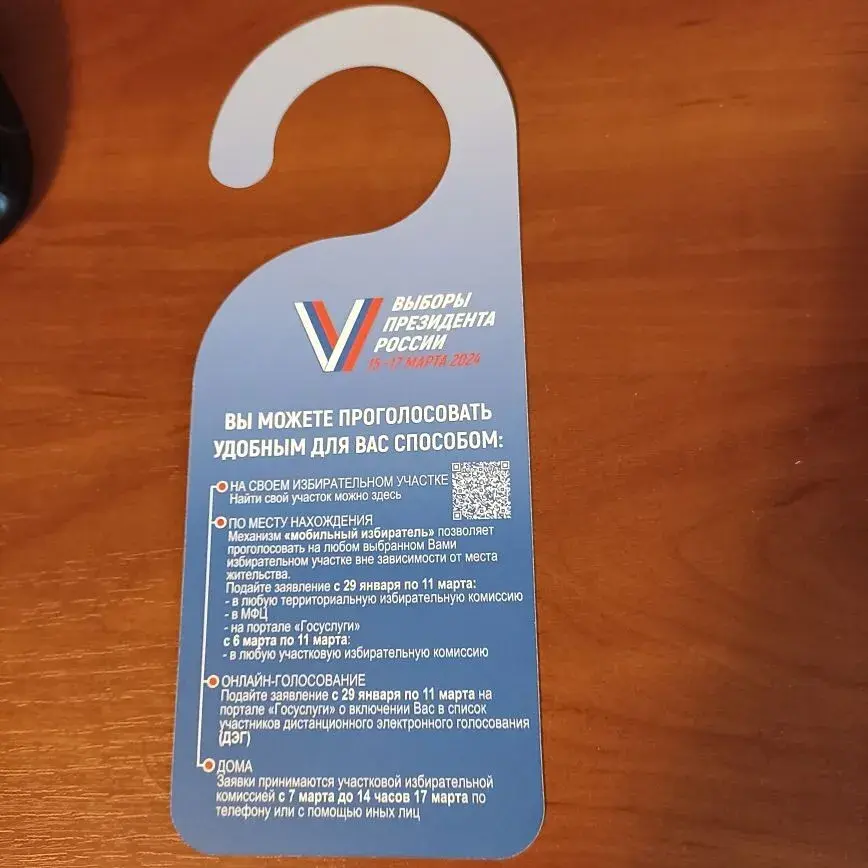 ВЫБОРЫ
ПРЕЗИДЕНТА
РОССИИ
15-17 МАРТА 2024
ВЫ МОЖЕТЕ ПРОГОЛОСОВАТЬ
УДОБНЫМ ДЛЯ ВАС СПОСОБОМ:
НА СВОЕМ ИЗБИРАТЕЛЬНОМ УЧАСТКЕ
Найти свой участок можно здесь
ПО МЕСТУ НАХОЖДЕНИЯ
Механизм «мобильный избиратель» позволяет
проголосовать на любом выбранном Вами
избирательном участке вне зависимости от места
жительства.
Подайте заявление с 29 января по 11 марта:
- в любую территориальную избирательную комиссию
- в МФЦ
- на портале «Госуслуги»
с 6 марта по 11 марта:
- в любую участковую избирательную комиссию
ОНЛАЙН-ГОЛОСОВАНИЕ
Подайте заявление с 29 января по 11 марта на
портале «Госуслуги» о включении Вас в список
участников дистанционного электронного голосования
(ДЭГ)
ДОМА
Заявки принимаются участковой избирательной
комиссией с 7 марта до 14 часов 17 марта по
телефону или с помощью иных лиц